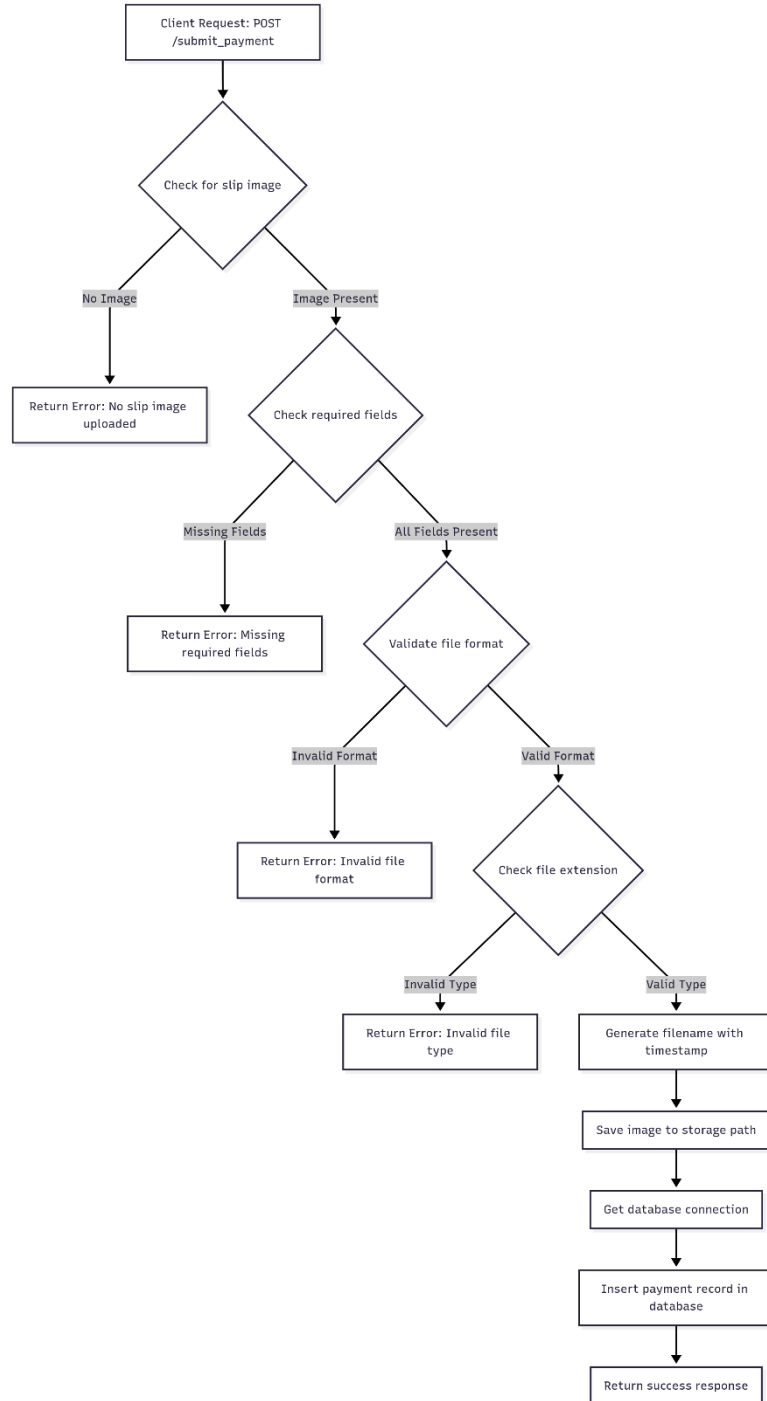 Client Request: POST
/submit_payment
Check for slip image
No Image
Image Present
Return Error: No slip image
uploaded
Check required fields
Missing Fields
All Fields Present
Return Error: Missing
required fields
Validate file format
Invalid Format
Valid Format
Return Error: Invalid file
format
Check file extension
Invalid Type
Valid Type
Return Error: Invalid file
type
Generate filename with
timestamp
Save image to storage path
Get database connection
Insert payment record in
database
Return success response